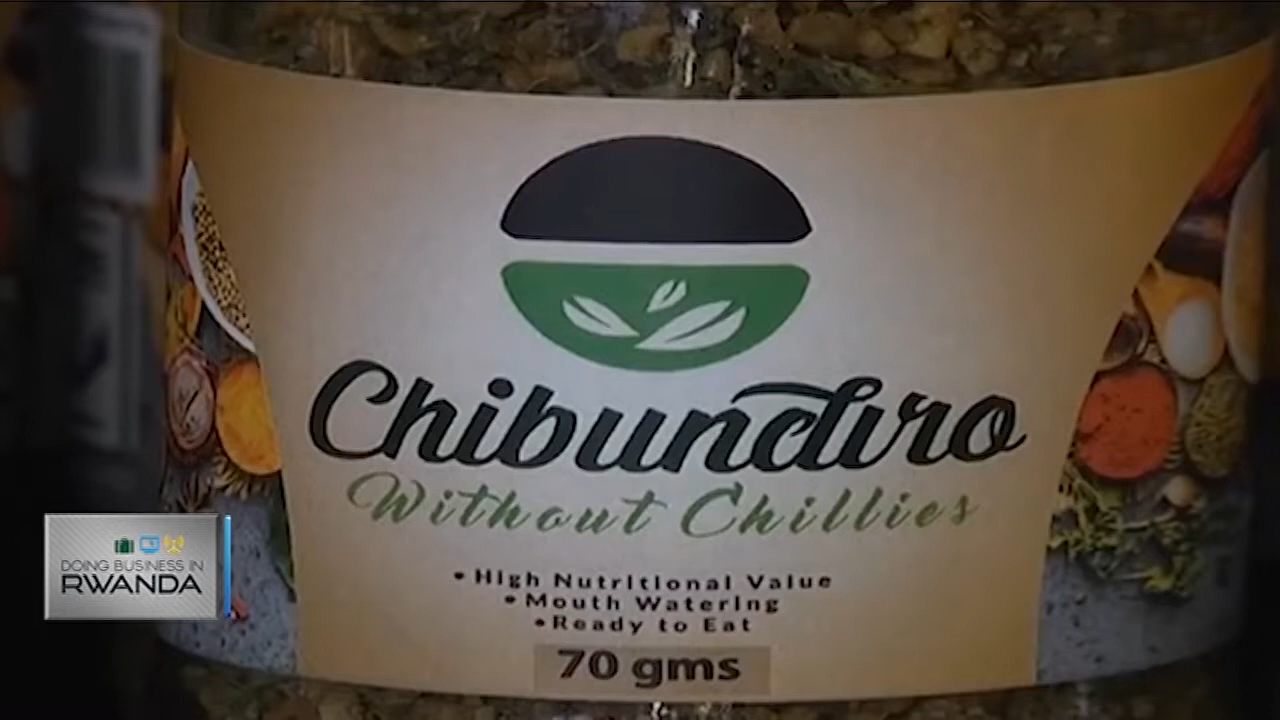 Chibundiro
Without Chillies
• High Nutritional Value
• Mouth Watering
• Ready to Eat
70 gms
DOING BUSINESS IN
RWANDA